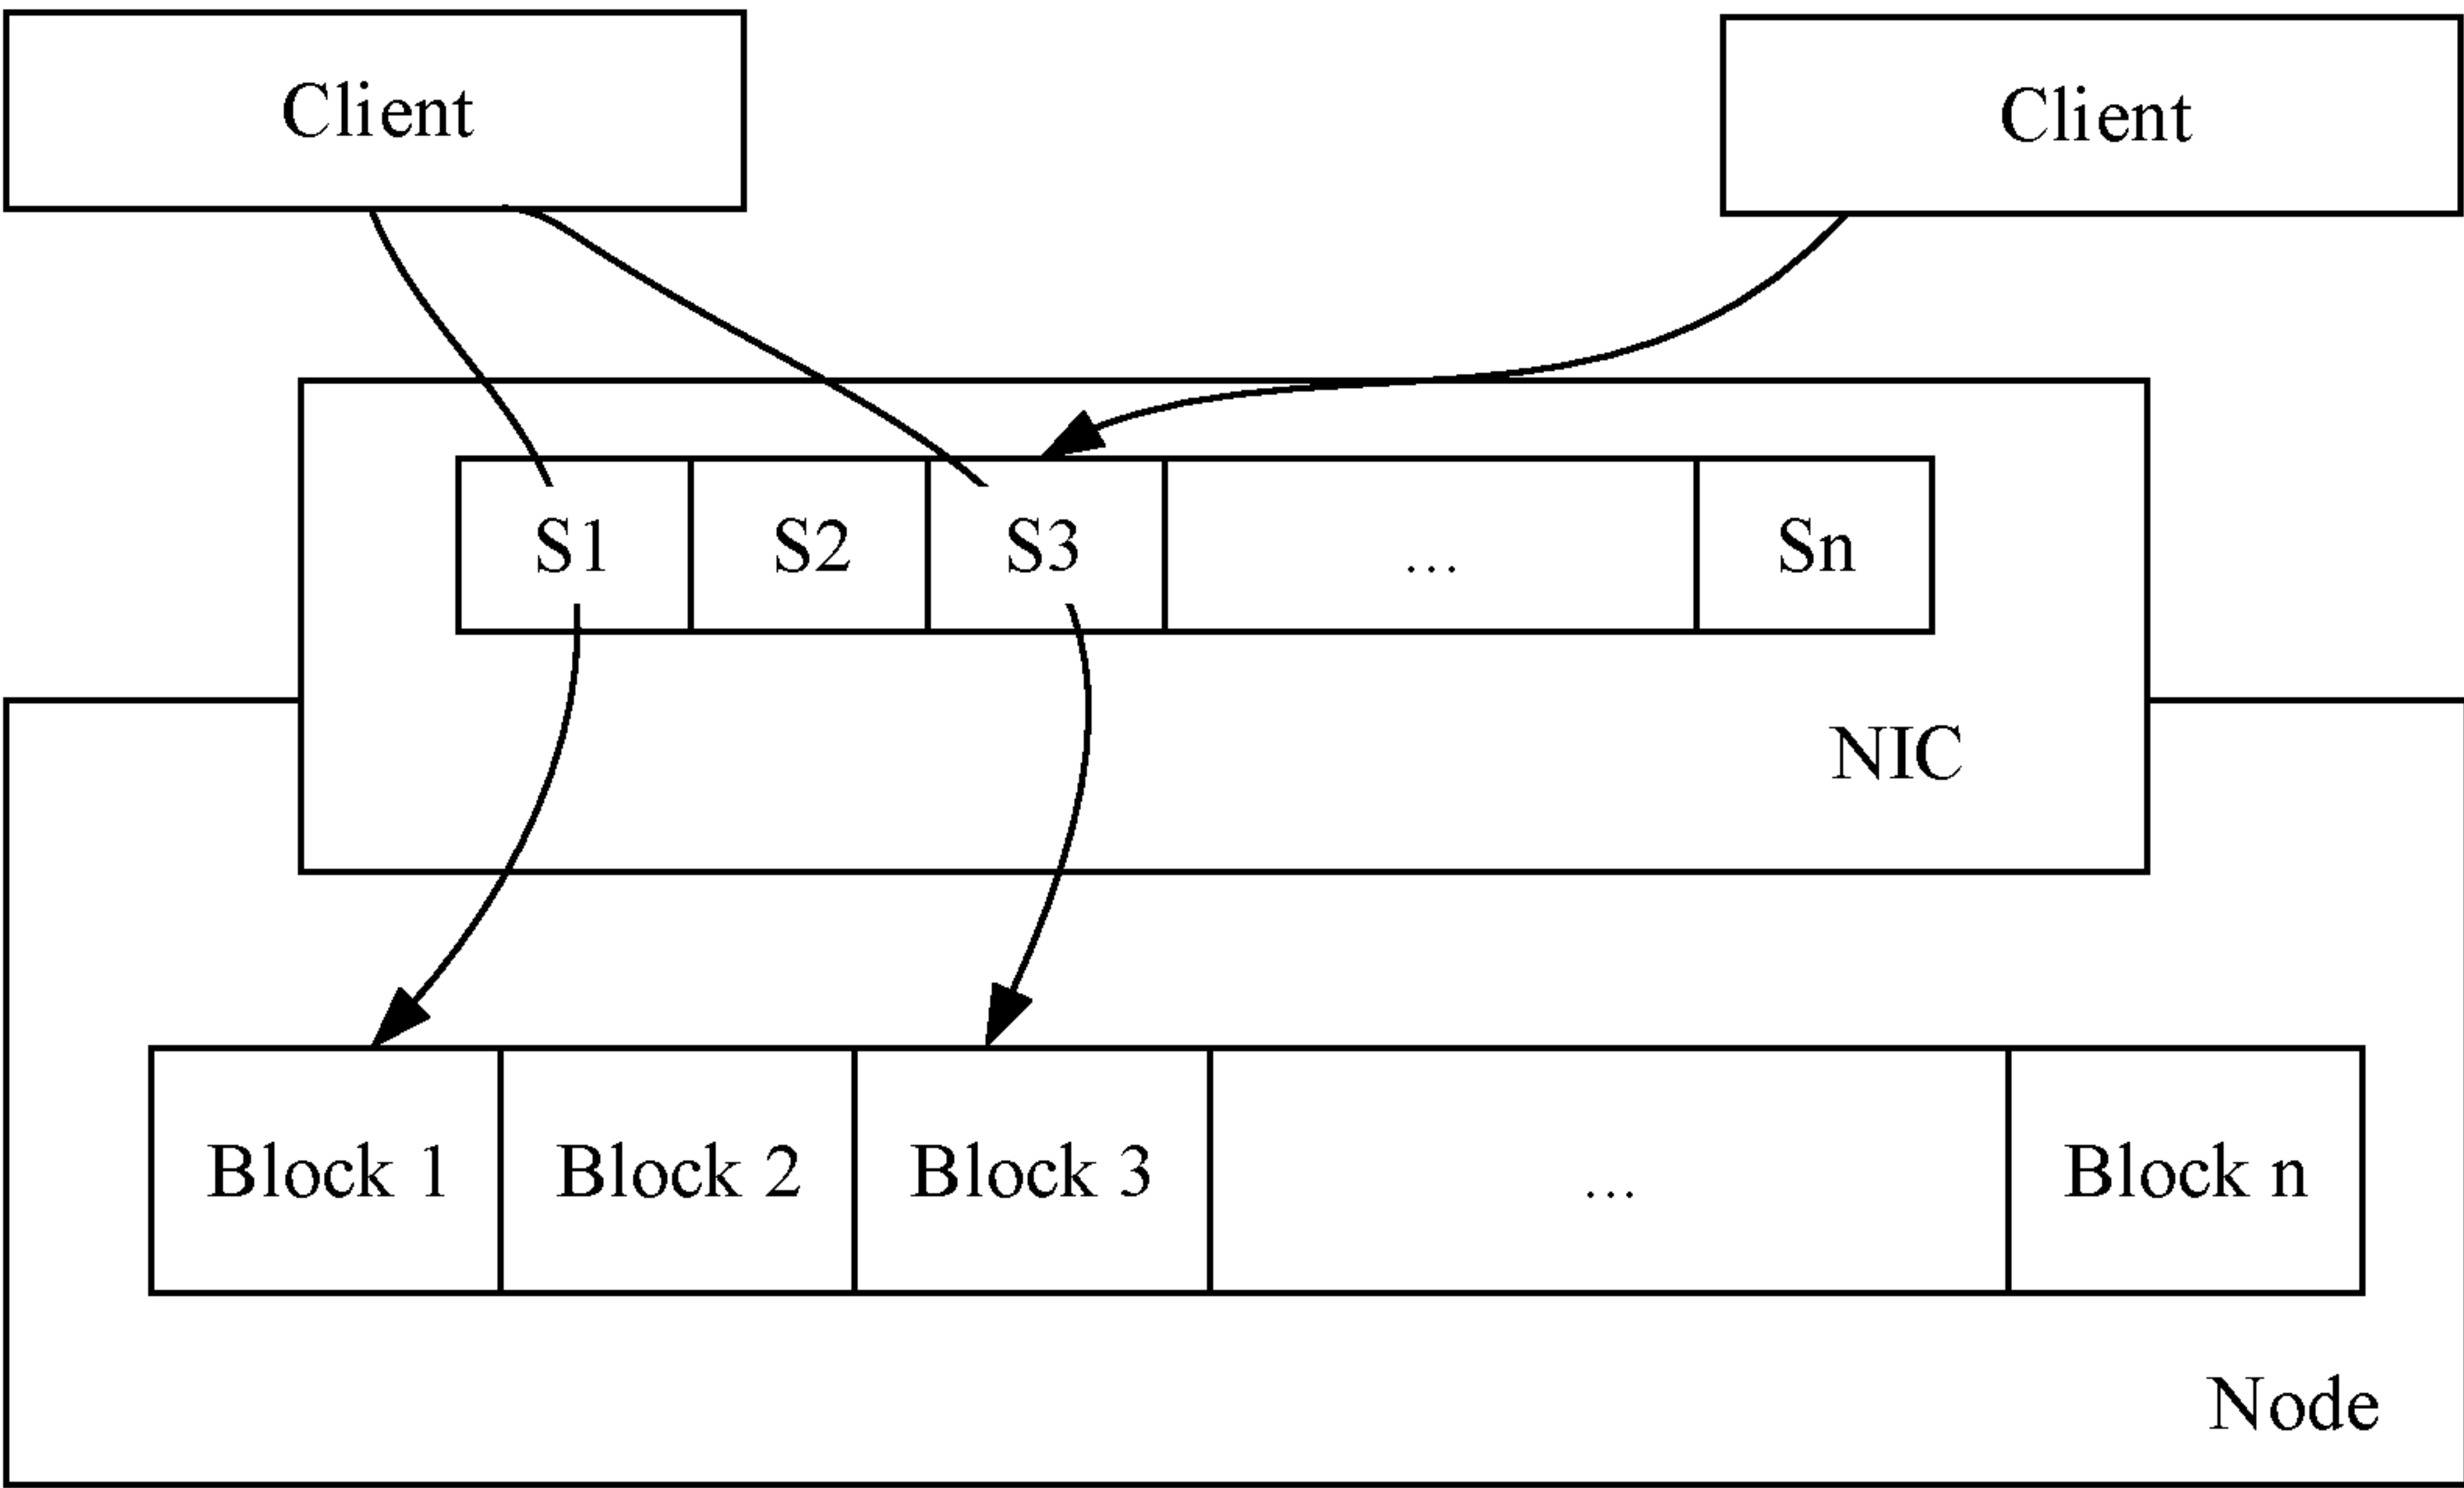 Client
Client
S1
S2
S3
...
Sn
NIC
Block 1
Block 2
Block 3
...
Block n
Node